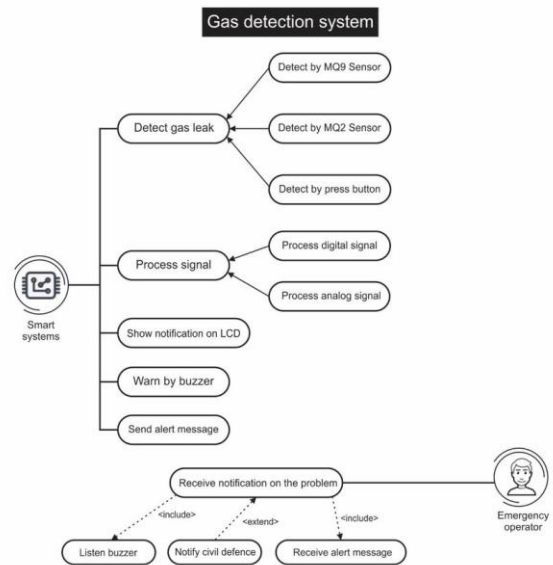 Gas detection system
Detect by MQ9 Sensor
Detect gas leak
Detect by MQ2 Sensor
Detect by press button
Process digital signal
Process signal
Process analog signal
Smart
systems
Show notification on LCD
Warn by buzzer
Send alert message
Receive notification on the problem
<include>
<extend>
<include>
Emergency
operator
Listen buzzer
Notify civil defence
Receive alert message